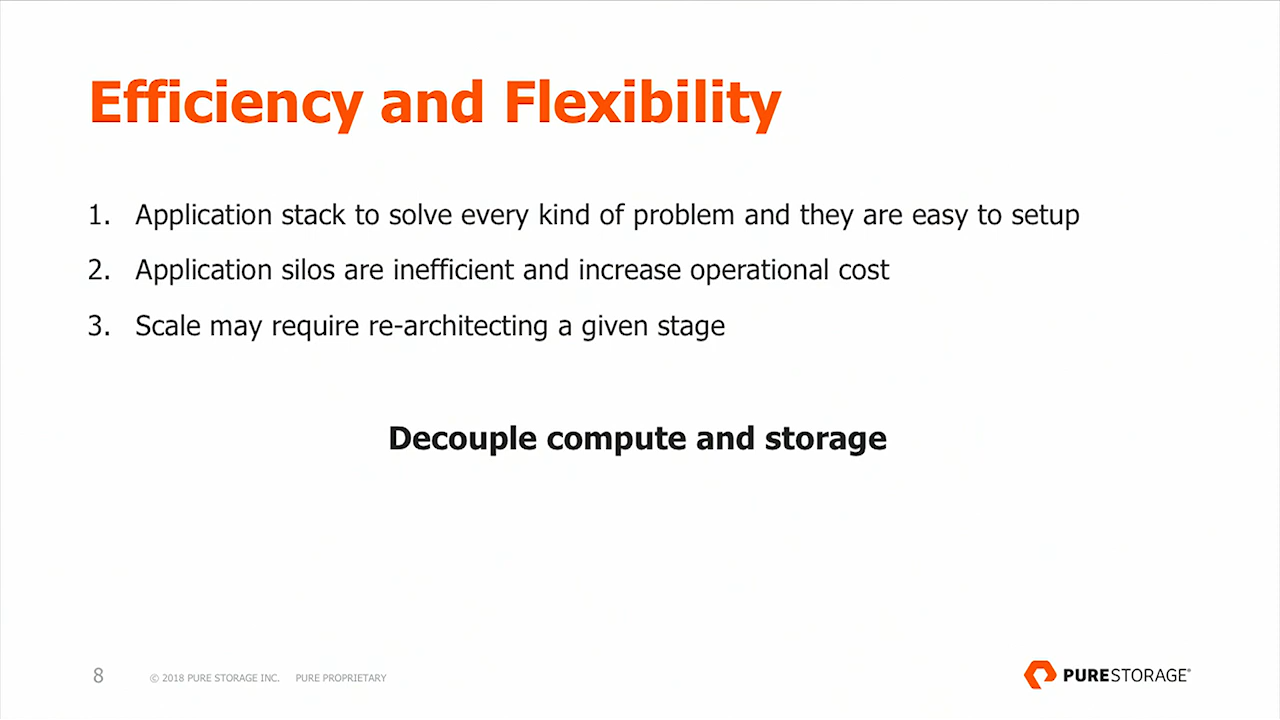 Efficiency and Flexibility
1. Application stack to solve every kind of problem and they are easy to setup
2. Application silos are inefficient and increase operational cost
3. Scale may require re-architecting a given stage
Decouple compute and storage
8 © 2018 PURE STORAGE INC. PURE PROPRIETARY
PURESTORAGE®